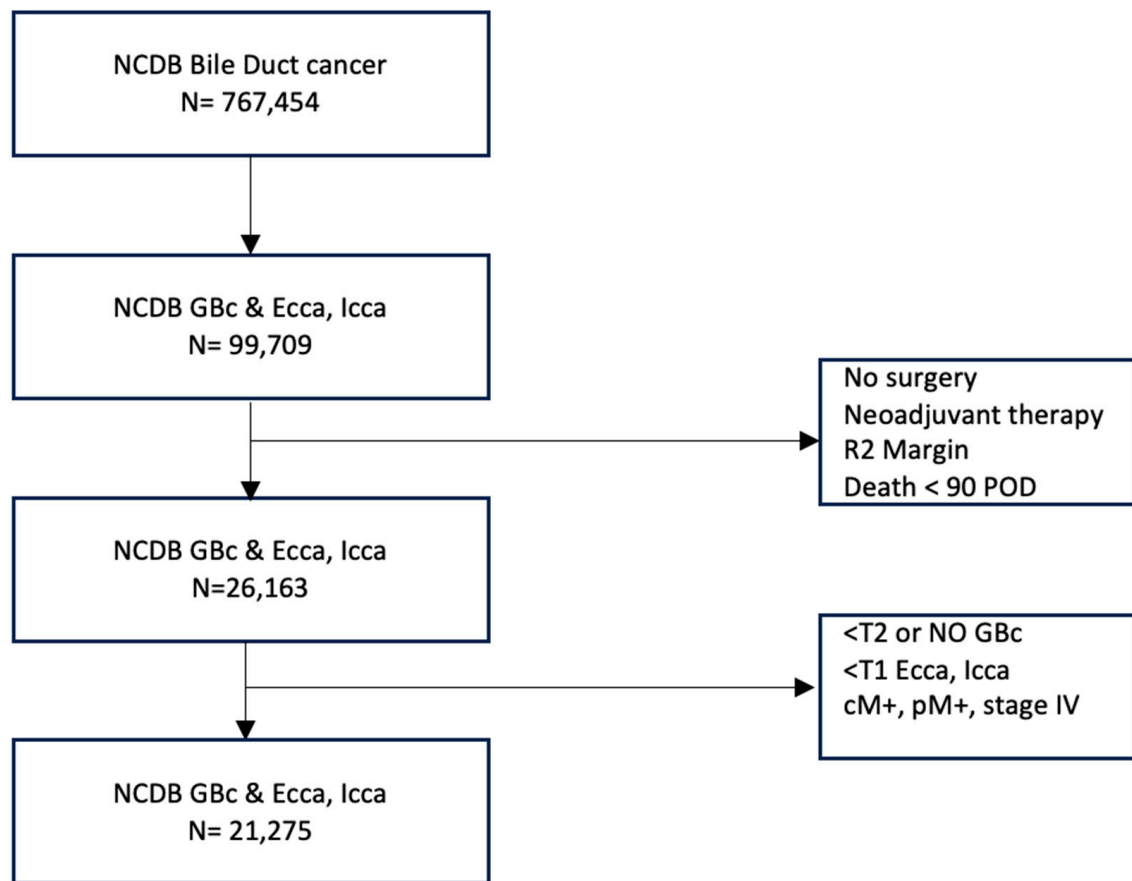 NCDB Bile Duct cancer
N= 767,454
NCDB GBc & Ecca, Icca
N= 99,709
No surgery
Neoadjuvant therapy
R2 Margin
Death < 90 POD
NCDB GBc & Ecca, Icca
N=26,163
<T2 or NO GBc
<T1 Ecca, Icca
cM+, pM+, stage IV
NCDB GBc & Ecca, Icca
N= 21,275